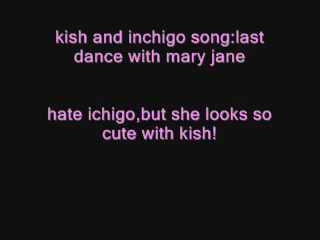 kish and inchigo song:last
dance with mary jane
hate ichigo,but she looks so
cute with kish!